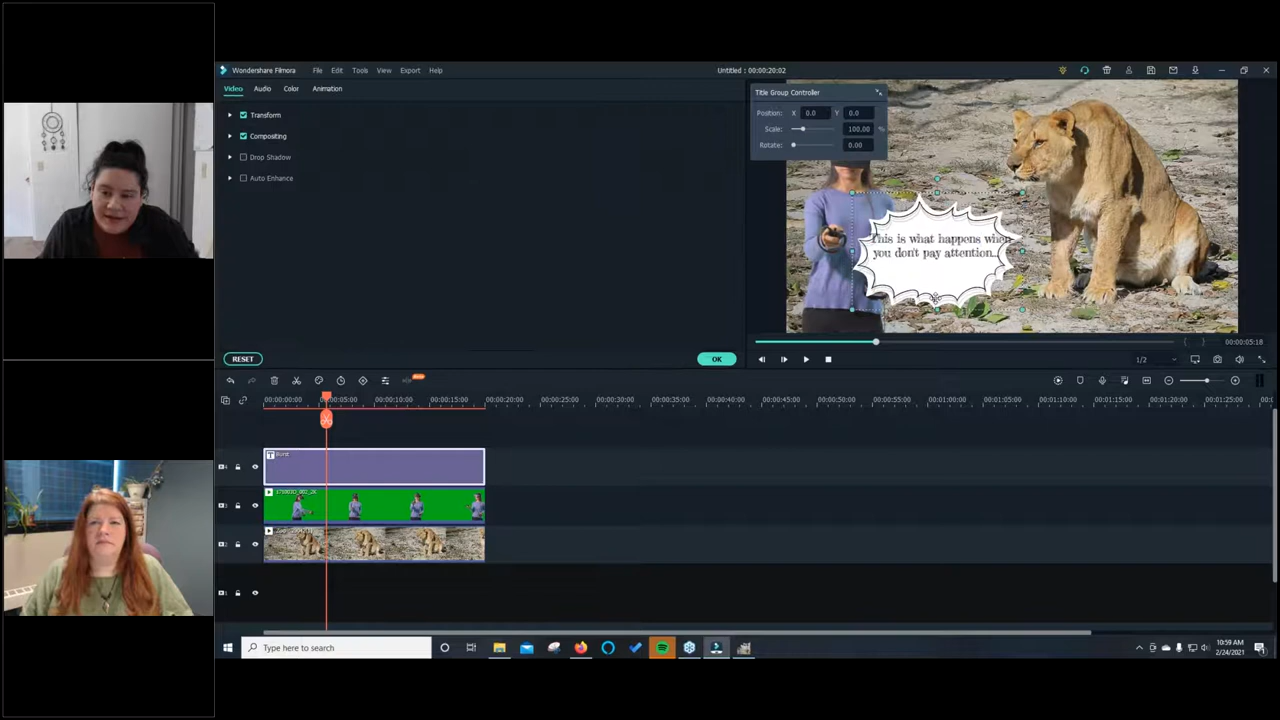 Wondershare Filmora File Edit Tools View Export Help Untitled : 00:00:20:02
Video Audio Color Animation
Transform
Compositing
Drop Shadow
Auto Enhance
RESET OK
Title Group Controller
Position: X 0.0 Y 0.0
Scale: 100.00 %
Rotate: 0.00
This is what happens when
you don't pay attention...
00:00:05:18
1/2
Beta
00:00:00:00 00:00:05:00 00:00:10:00 00:00:15:00 00:00:20:00 00:00:25:00 00:00:30:00 00:00:35:00 00:00:40:00 00:00:45:00 00:00:50:00 00:00:55:00 00:01:00:00 00:01:05:00 00:01:10:00 00:01:15:00 00:01:20:00 00:01:25:00
4 Burst
3
2
1
Type here to search
10:59 AM
2/24/2021